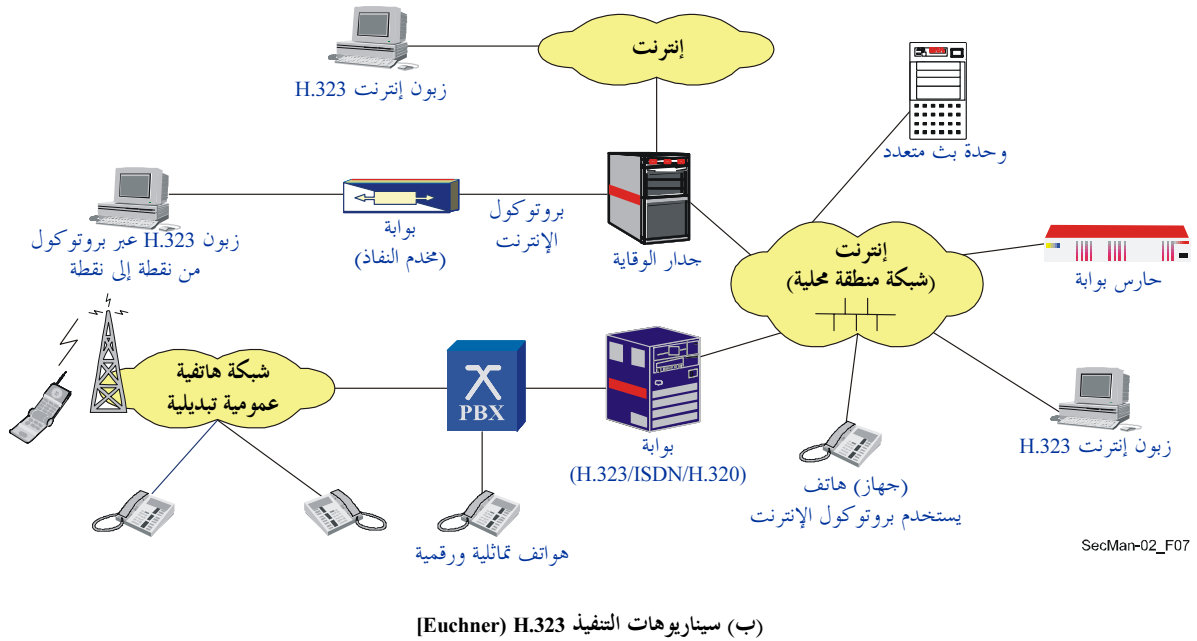 إنترنت
زبون إنترنت H.323
وحدة بث متعدد
بروتوكول
الإنترنت
بوابة
(مخدم النفاذ)
جدار الوقاية
زبون H.323 عبر بروتوكول
من نقطة إلى نقطة
إنترنت
(شبكة منطقة محلية)
حارس بوابة
شبكة هاتفية
عمومية تبديلية
PBX
بوابة
(H.323/ISDN/H.320)
زبون إنترنت H.323
(جهاز) هاتف
يستخدم بروتوكول الإنترنت
هواتف تماثلية ورقمية
SecMan-02_F07
(ب) سيناريوهات التنفيذ H.323 (Euchner]